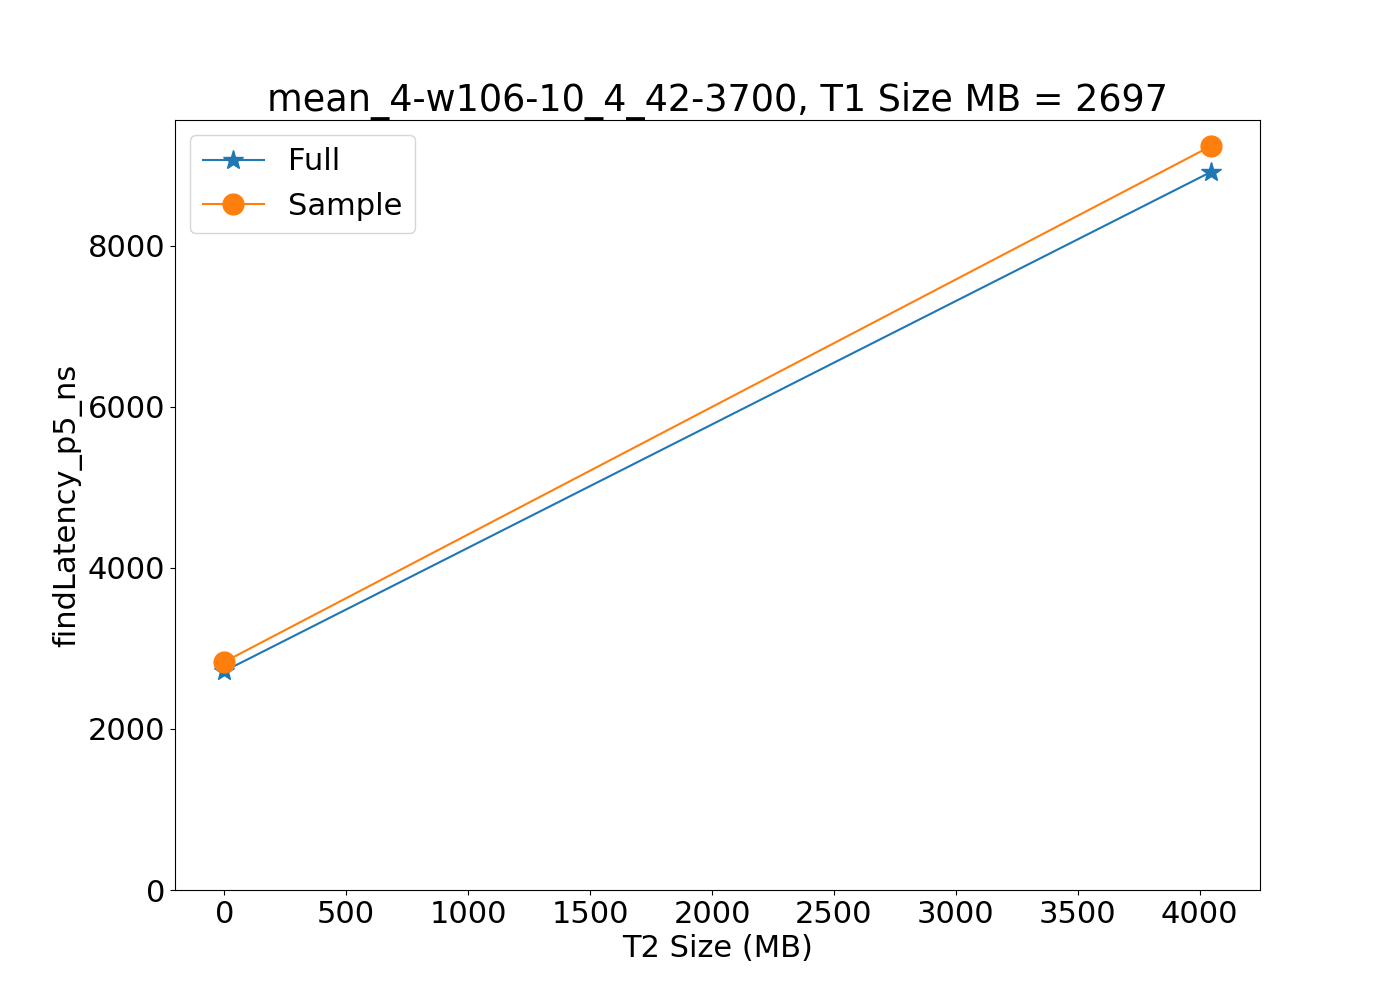 mean_4-w106-10_4_42-3700, T1 Size MB = 2697
Full
Sample
8000
6000
4000
2000
0
findLatency_p5_ns
0 500 1000 1500 2000 2500 3000 3500 4000
T2 Size (MB)